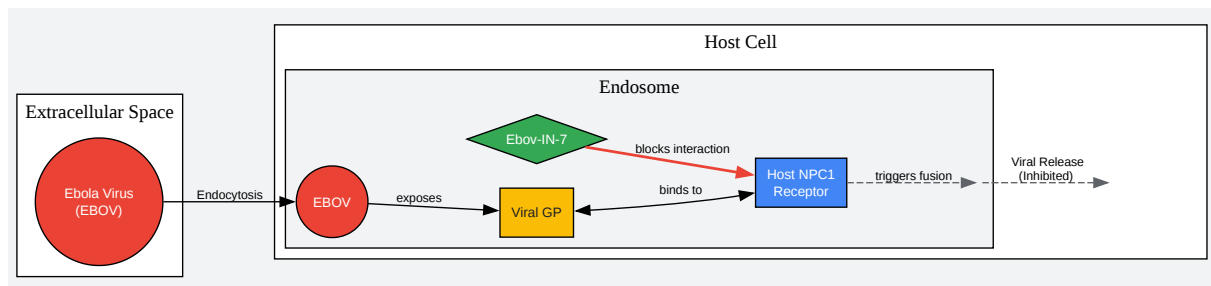 Host Cell
Endosome
Extracellular Space
Ebola Virus
(EBOV)
Endocytosis
EBOV
exposes
Viral GP
Ebov-IN-7
blocks interaction
binds to
Host NPC1
Receptor
triggers fusion
Viral Release
(Inhibited)